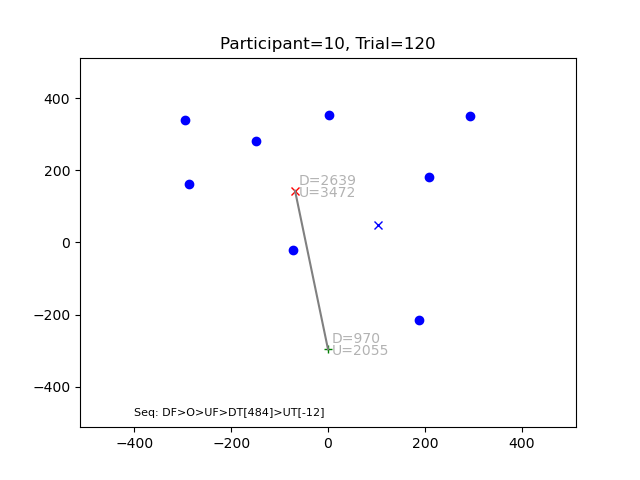 Participant=10, Trial=120
400
200
0
−200
−400
D=2639
U=3472
D=970
U=2055
Seq: DF>O>UF>DT[484]>UT[-12]
−400
−200
0
200
400